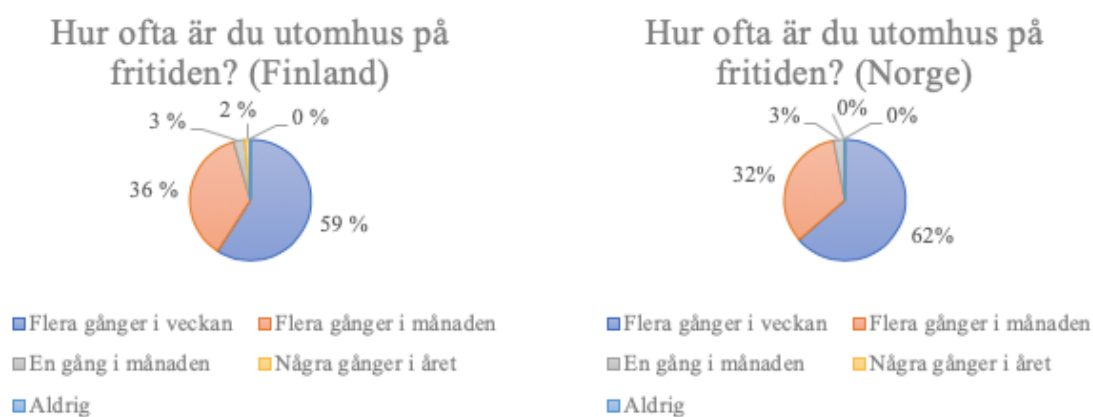 Hur ofta är du utomhus på
fritiden? (Finland)
2 %
0 %
3 %
36 %
59 %
Flera gånger i veckan
Flera gånger i månaden
En gång i månaden
Några gånger i året
Aldrig
Hur ofta är du utomhus på
fritiden? (Norge)
0%
0%
3%
32%
62%
Flera gånger i veckan
Flera gånger i månaden
En gång i månaden
Några gånger i året
Aldrig